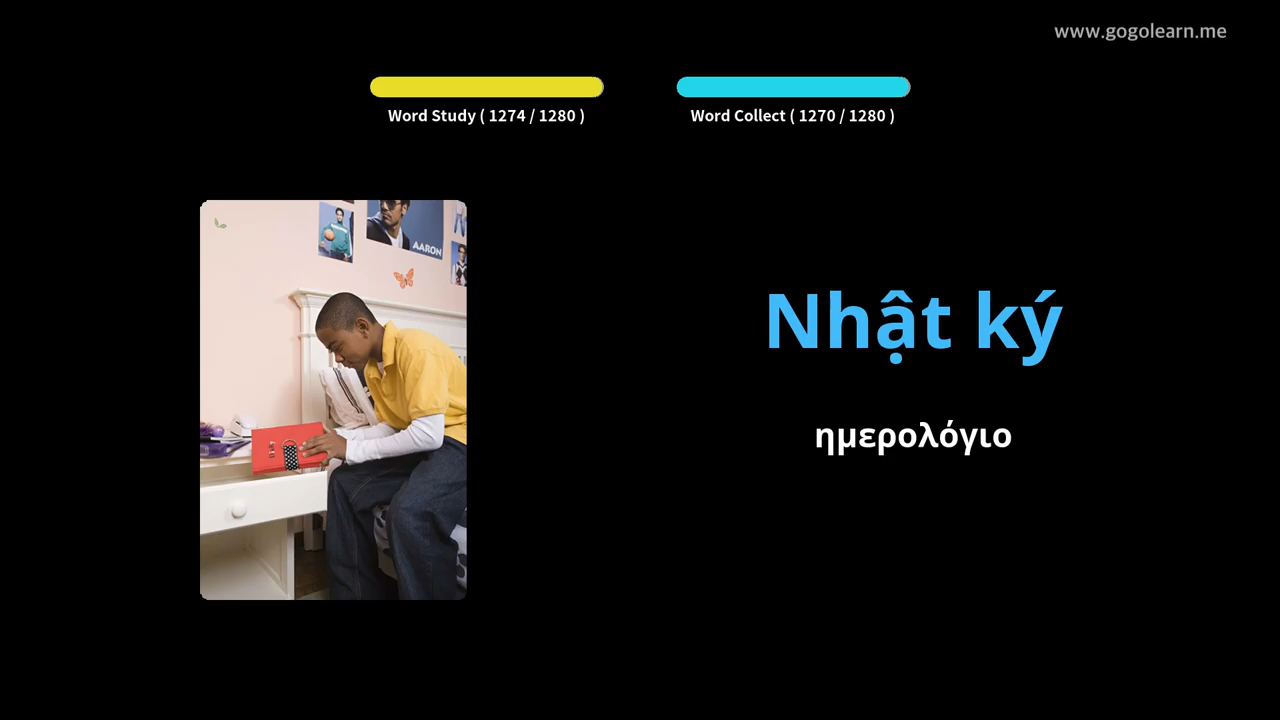 www.gogolearn.me
Word Study ( 1274 / 1280 )
Word Collect ( 1270 / 1280 )
AARON
Nhật ký
ημερολόγιο